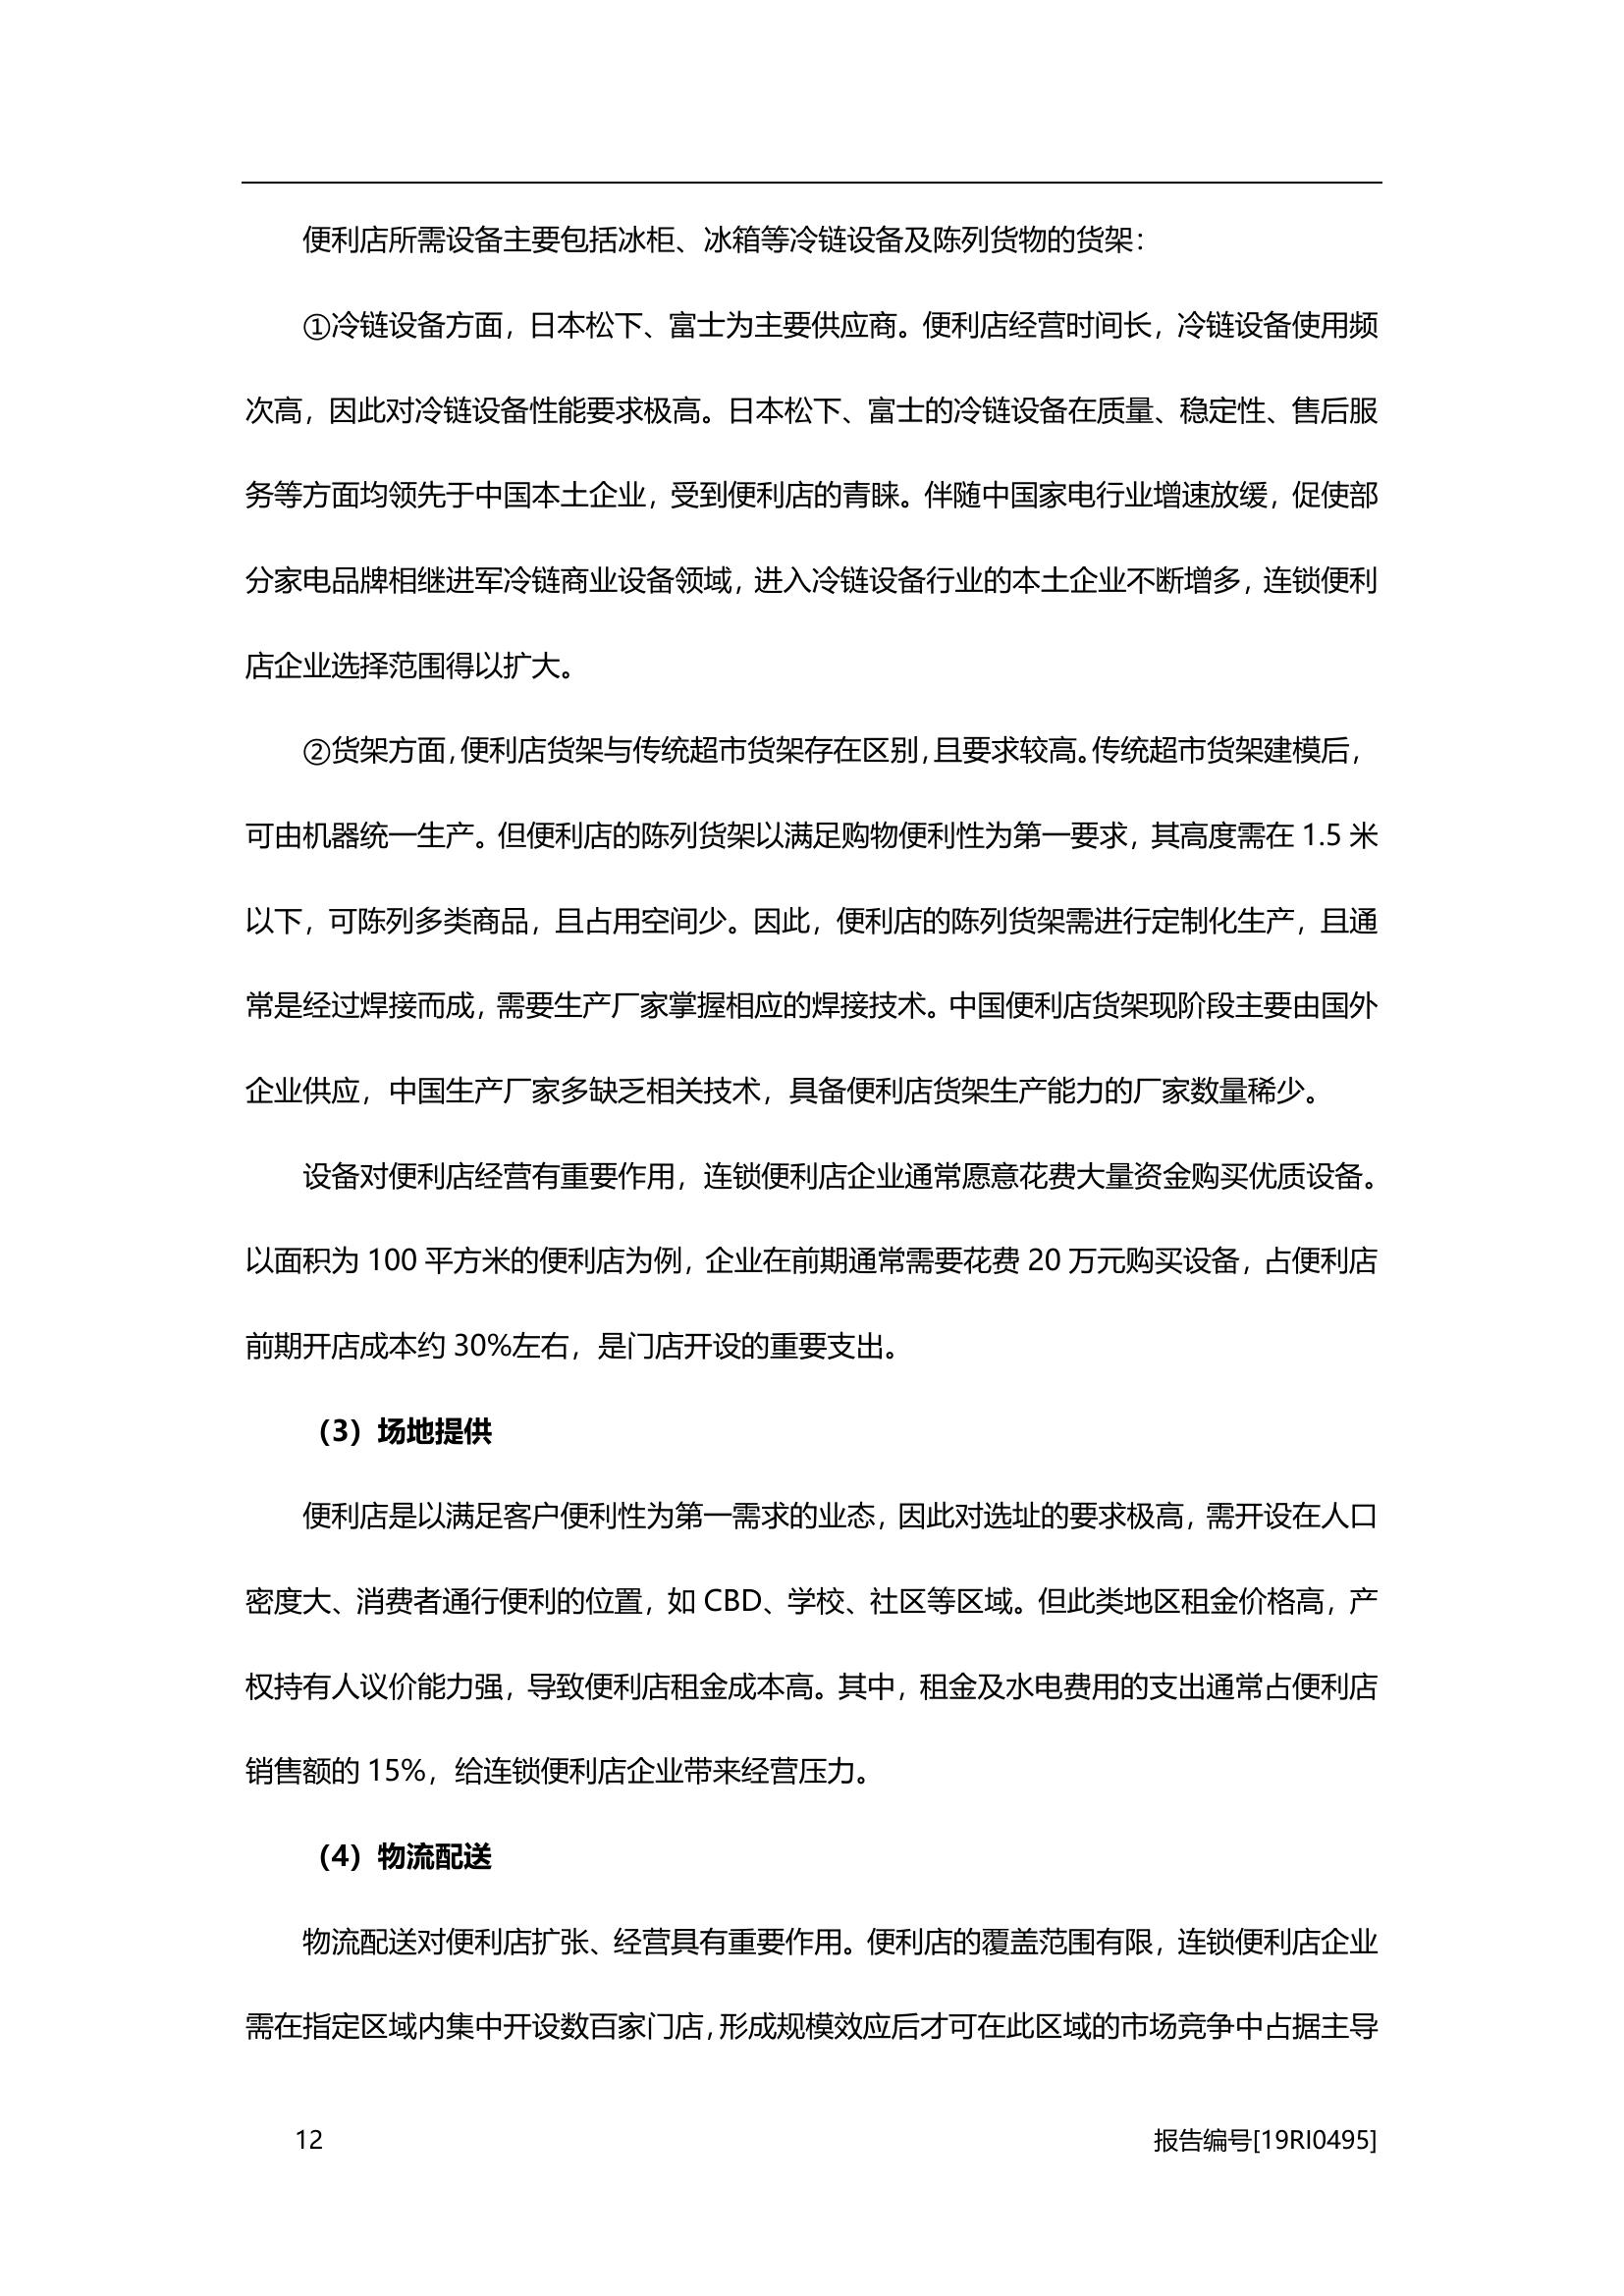 便利店所需设备主要包括冰柜、冰箱等冷链设备及陈列货物的货架：
①冷链设备方面，日本松下、富士为主要供应商。便利店经营时间长，冷链设备使用频
次高，因此对冷链设备性能要求极高。日本松下、富士的冷链设备在质量、稳定性、售后服
务等方面均领先于中国本土企业，受到便利店的青睐。伴随中国家电行业增速放缓，促使部
分家电品牌相继进军冷链商业设备领域，进入冷链设备行业的本土企业不断增多，连锁便利
店企业选择范围得以扩大。
②货架方面，便利店货架与传统超市货架存在区别，且要求较高。传统超市货架建模后，
可由机器统一生产。但便利店的陈列货架以满足购物便利性为第一要求，其高度需在 1.5 米
以下，可陈列多类商品，且占用空间少。因此，便利店的陈列货架需进行定制化生产，且通
常是经过焊接而成，需要生产厂家掌握相应的焊接技术。中国便利店货架现阶段主要由国外
企业供应，中国生产厂家多缺乏相关技术，具备便利店货架生产能力的厂家数量稀少。
设备对便利店经营有重要作用，连锁便利店企业通常愿意花费大量资金购买优质设备。
以面积为 100 平方米的便利店为例，企业在前期通常需要花费 20 万元购买设备，占便利店
前期开店成本约 30%左右，是门店开设的重要支出。
（3）场地提供
便利店是以满足客户便利性为第一需求的业态，因此对选址的要求极高，需开设在人口
密度大、消费者通行便利的位置，如 CBD、学校、社区等区域。但此类地区租金价格高，产
权持有人议价能力强，导致便利店租金成本高。其中，租金及水电费用的支出通常占便利店
销售额的 15%，给连锁便利店企业带来经营压力。
（4）物流配送
物流配送对便利店扩张、经营具有重要作用。便利店的覆盖范围有限，连锁便利店企业
需在指定区域内集中开设数百家门店，形成规模效应后才可在此区域的市场竞争中占据主导
12 报告编号[19RI0495]